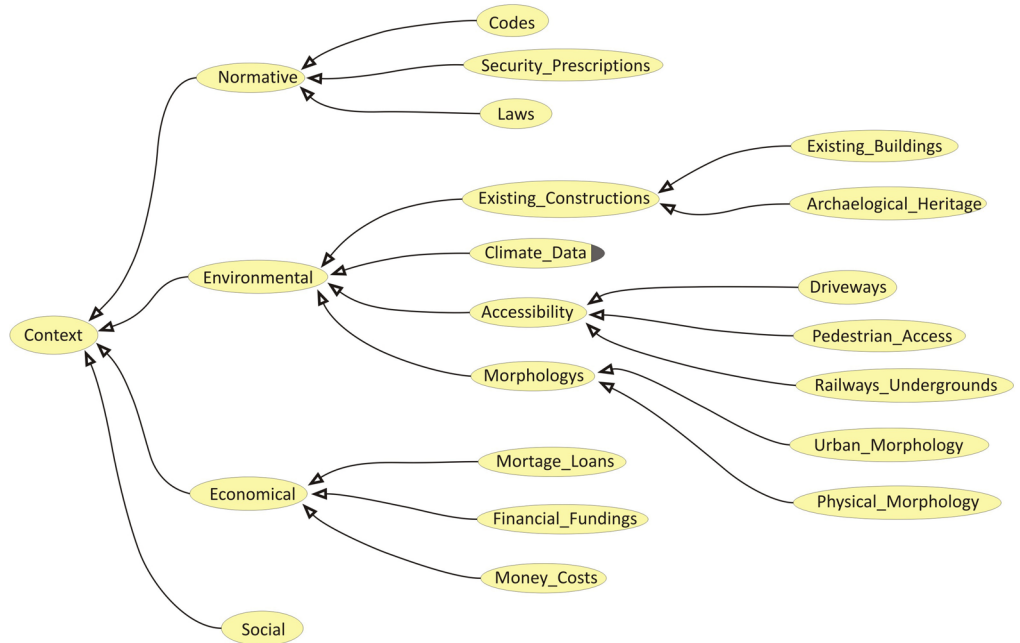 Codes
Security_Prescriptions
Normative
Laws
Existing_Buildings
Existing_Constructions
Archaelogical_Heritage
Climate_Data
Environmental
Driveways
Accessibility
Context
Pedestrian_Access
Morphologys
Railways_Undergrounds
Urban_Morphology
Mortage_Loans
Economical
Physical_Morphology
Financial_Fundings
Money_Costs
Social